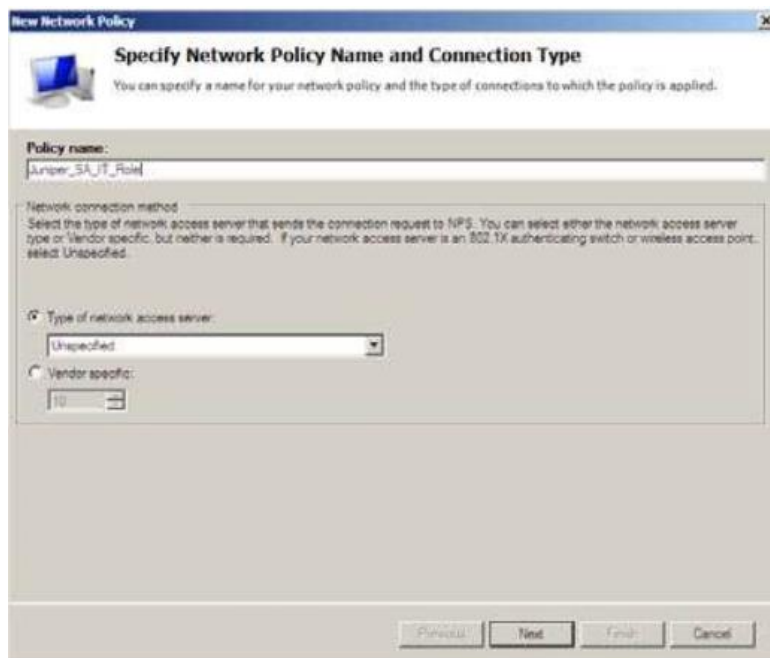 New Network Policy
Specify Network Policy Name and Connection Type
You can specify a name for your network policy and the type of connections to which the policy is applied.
Policy name:
Juniper_SA_IT_Role
Network connection method
Select the type of network access server that sends the connection request to NPS. You can select either the network access server
type or Vendor specific, but neither is required. If your network access server is an 802.1X authenticating switch or wireless access point,
select Unspecified.
Type of network access server:
Unspecified
Vendor specific:
10
Previous Next Finish Cancel